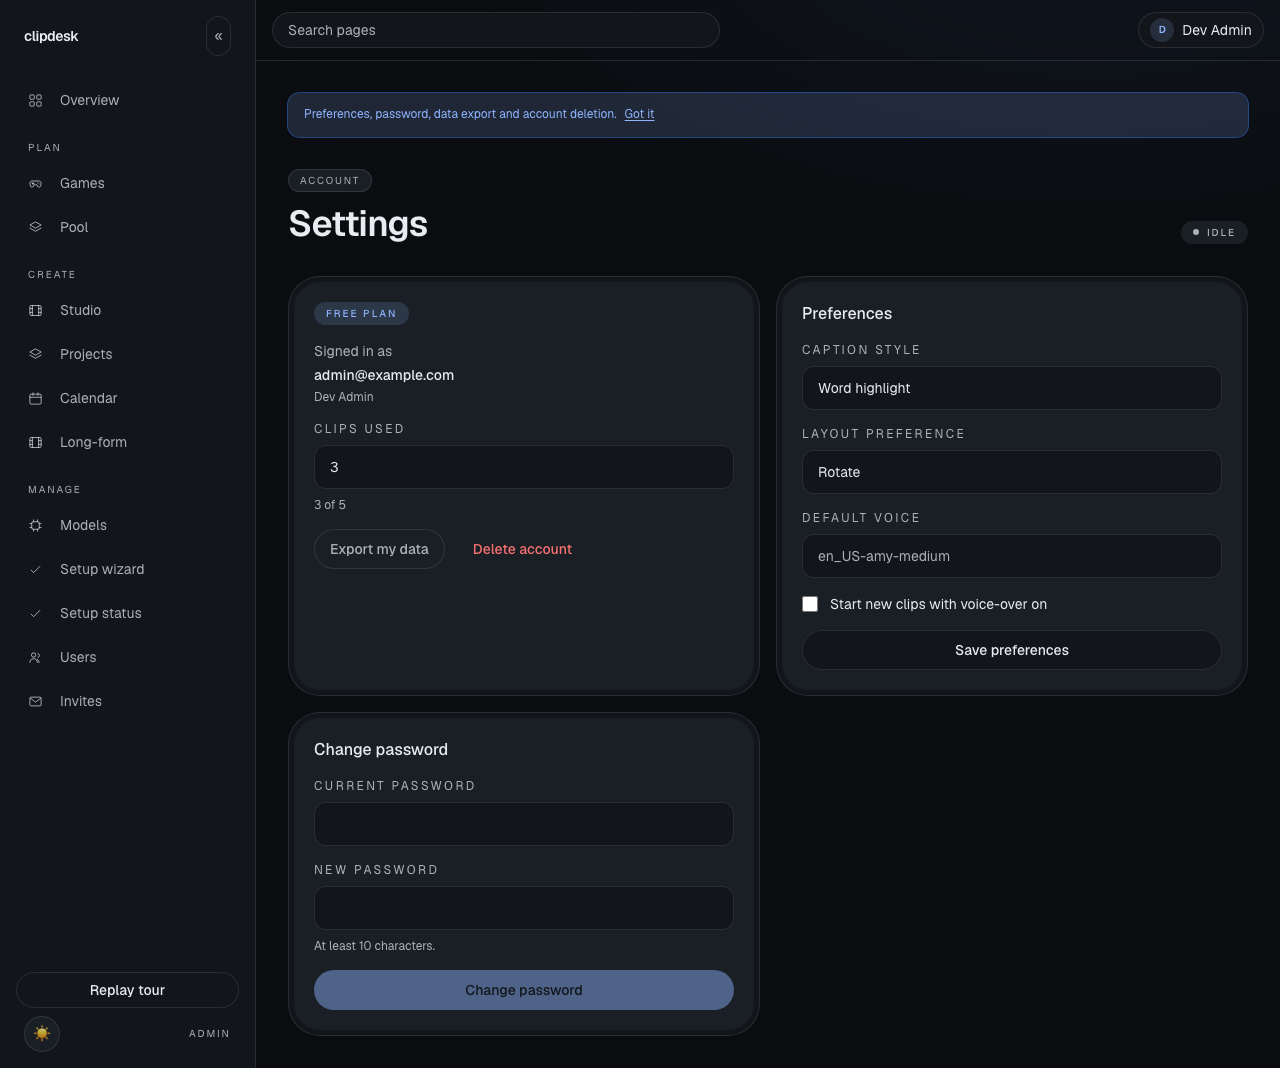 clipdesk
«
Search pages
D
Dev Admin
Overview
PLAN
Games
Pool
CREATE
Studio
Projects
Calendar
Long-form
MANAGE
Models
Setup wizard
Setup status
Users
Invites
Replay tour
ADMIN
Preferences, password, data export and account deletion. Got it
ACCOUNT
Settings
IDLE
FREE PLAN
Signed in as
admin@example.com
Dev Admin
CLIPS USED
3
3 of 5
Export my data
Delete account
Preferences
CAPTION STYLE
Word highlight
LAYOUT PREFERENCE
Rotate
DEFAULT VOICE
en_US-amy-medium
Start new clips with voice-over on
Save preferences
Change password
CURRENT PASSWORD
NEW PASSWORD
At least 10 characters.
Change password